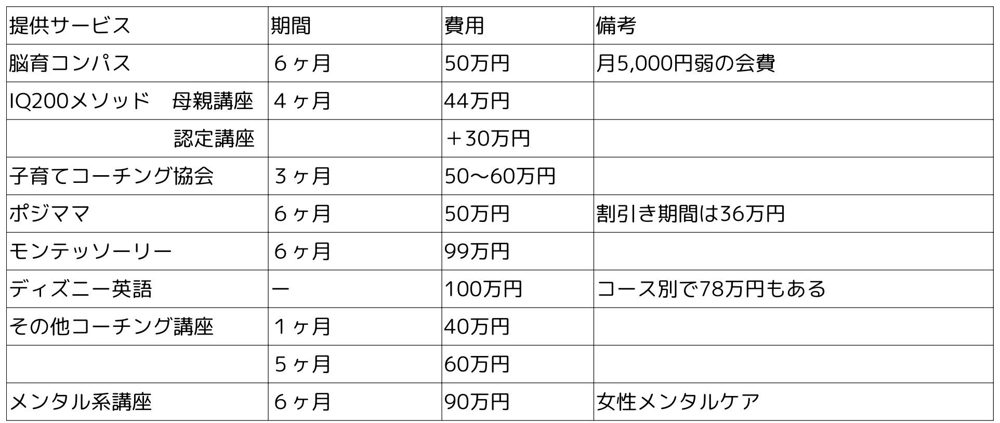 提供サービス 期間 費用 備考
脳育コンパス ６ヶ月 50万円 月5,000円弱の会費
IQ200メソッド　母親講座 ４ヶ月 44万円
認定講座 ＋30万円
子育てコーチング協会 ３ヶ月 50〜60万円
ポジママ ６ヶ月 50万円 割引き期間は36万円
モンテッソーリー ６ヶ月 99万円
ディズニー英語 ー 100万円 コース別で78万円もある
その他コーチング講座 １ヶ月 40万円
５ヶ月 60万円
メンタル系講座 ６ヶ月 90万円 女性メンタルケア